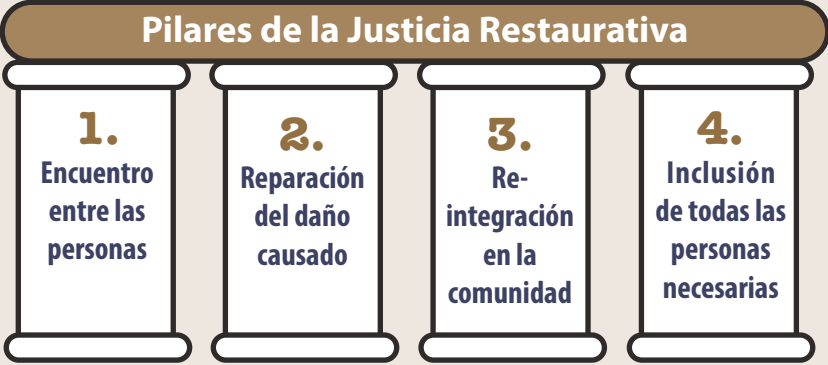 Pilares de la Justicia Restaurativa
1.
Encuentro
entre las
personas
2.
Reparación
del daño
causado
3.
Re-
integración
en la
comunidad
4.
Inclusión
de todas las
personas
necesarias